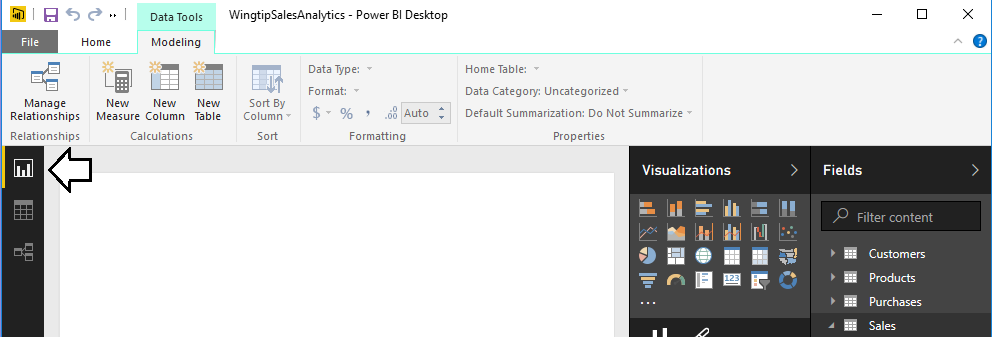 Data Tools
WingtipSalesAnalytics - Power BI Desktop
File Home Modeling
Manage Relationships
New Measure
New Column
New Table
Sort By Column
Data Type:
Format:
$ % , .00 Auto
Home Table:
Data Category: Uncategorized
Default Summarization: Do Not Summarize
Relationships Calculations Sort Formatting Properties
Visualizations
Fields
Filter content
Customers
Products
Purchases
Sales
123